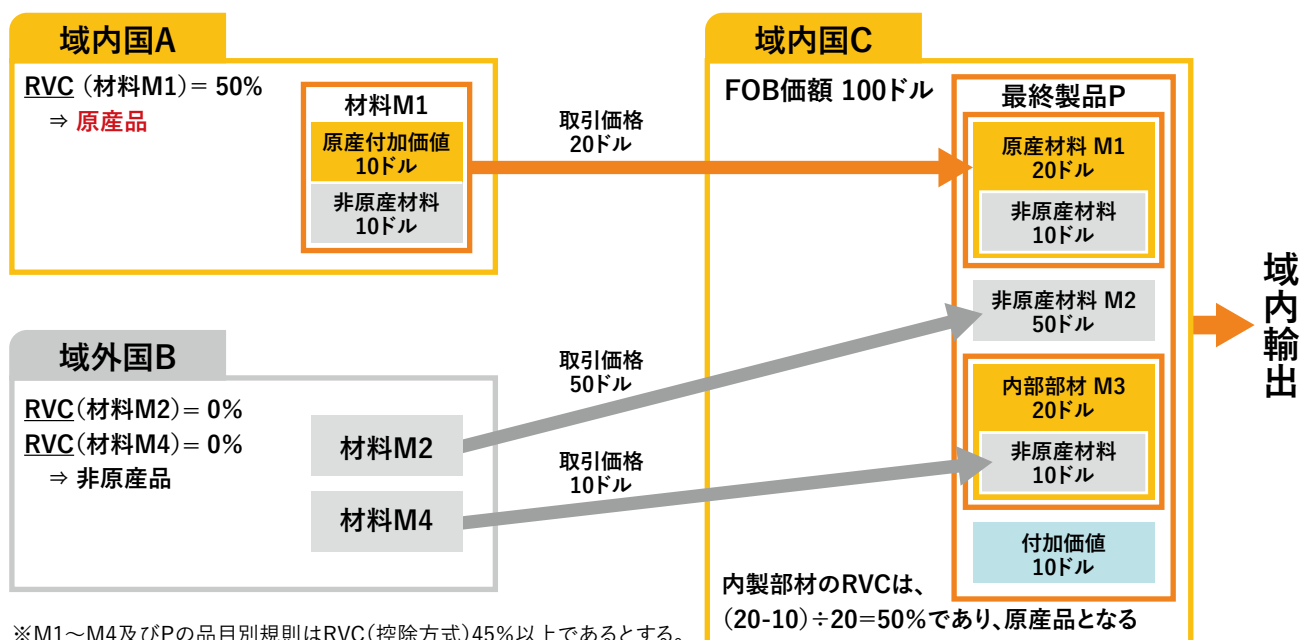 域内国A
RVC (材料M1)= 50%
⇒ 原産品
材料M1
原産付加価値
10ドル
非原産材料
10ドル
取引価格
20ドル
域外国B
RVC(材料M2)= 0%
RVC(材料M4)= 0%
⇒ 非原産品
材料M2
材料M4
取引価格
50ドル
取引価格
10ドル
域内国C
FOB価額 100ドル
最終製品P
原産材料 M1
20ドル
非原産材料
10ドル
非原産材料 M2
50ドル
内部部材 M3
20ドル
非原産材料
10ドル
付加価値
10ドル
内製部材のRVCは、
(20-10)÷20=50%であり、原産品となる
域内輸出
※M1～M4及びPの品目別規則はRVC(控除方式)45%以上であるとする。